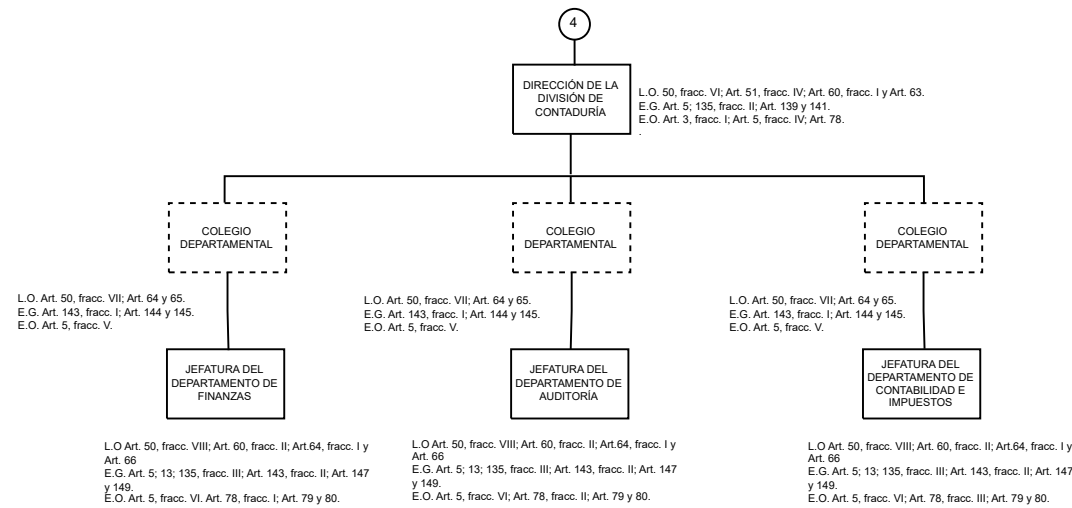 4
DIRECCIÓN DE LA
DIVISIÓN DE
CONTADURÍA
L.O. 50, fracc. VI; Art. 51, fracc. IV; Art. 60, fracc. I y Art. 63.
E.G. Art. 5; 135, fracc. II; Art. 139 y 141.
E.O. Art. 3, fracc. I; Art. 5, fracc. IV; Art. 78.
.
COLEGIO
DEPARTAMENTAL
COLEGIO
DEPARTAMENTAL
COLEGIO
DEPARTAMENTAL
L.O. Art. 50, fracc. VII; Art. 64 y 65.
E.G. Art. 143, fracc. I; Art. 144 y 145.
E.O. Art. 5, fracc. V.
L.O. Art. 50, fracc. VII; Art. 64 y 65.
E.G. Art. 143, fracc. I; Art. 144 y 145.
E.O. Art. 5, fracc. V.
L.O. Art. 50, fracc. VII; Art. 64 y 65.
E.G. Art. 143, fracc. I; Art. 144 y 145.
E.O. Art. 5, fracc. V.
JEFATURA DEL
DEPARTAMENTO DE
FINANZAS
JEFATURA DEL
DEPARTAMENTO DE
AUDITORÍA
JEFATURA DEL
DEPARTAMENTO DE
CONTABILIDAD E
IMPUESTOS
L.O Art. 50, fracc. VIII; Art. 60, fracc. II; Art.64, fracc. I y
Art. 66
E.G. Art. 5; 13; 135, fracc. III; Art. 143, fracc. II; Art. 147
y 149.
E.O. Art. 5, fracc. VI. Art. 78, fracc. I; Art. 79 y 80.
L.O Art. 50, fracc. VIII; Art. 60, fracc. II; Art.64, fracc. I y
Art. 66
E.G. Art. 5; 13; 135, fracc. III; Art. 143, fracc. II; Art. 147
y 149.
E.O. Art. 5, fracc. VI; Art. 78, fracc. II; Art. 79 y 80.
L.O Art. 50, fracc. VIII; Art. 60, fracc. II; Art.64, fracc. I y
Art. 66
E.G. Art. 5; 13; 135, fracc. III; Art. 143, fracc. II; Art. 147
y 149.
E.O. Art. 5, fracc. VI; Art. 78, fracc. III; Art. 79 y 80.